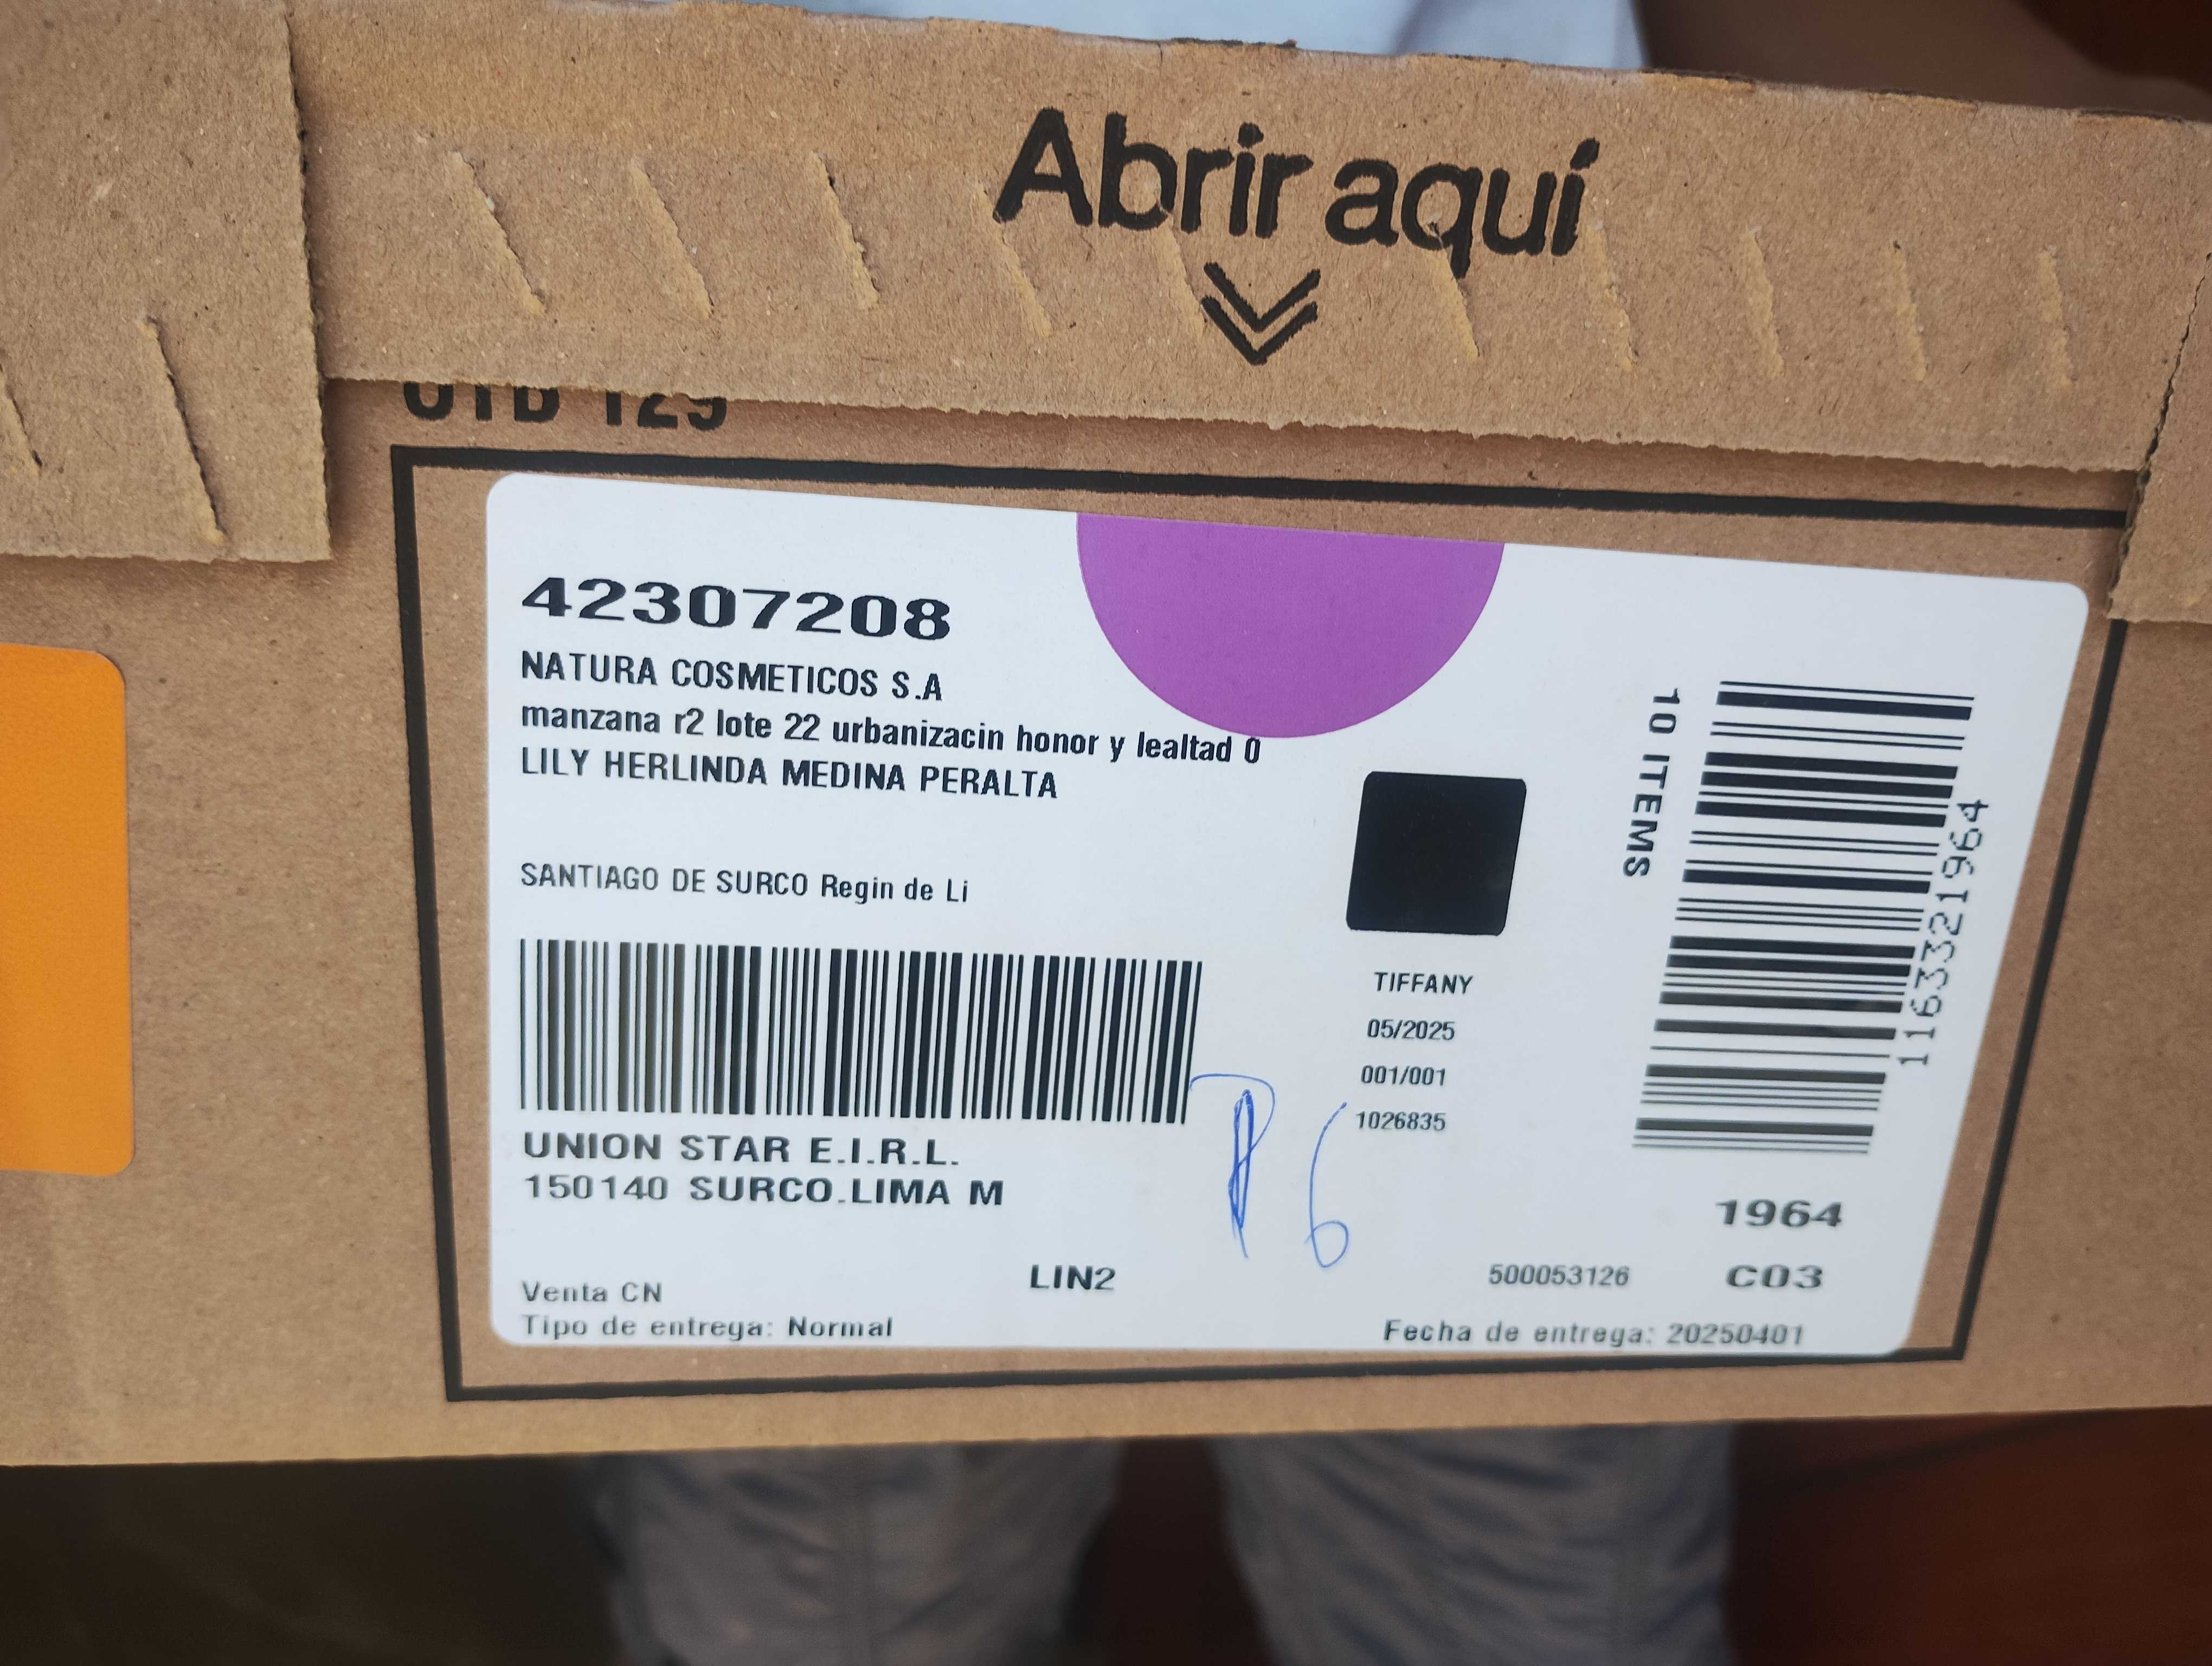 Abrir aquí
42307208
NATURA COSMETICOS S.A
manzana r2 lote 22 urbanizacin honor y lealtad 0
LILY HERLINDA MEDINA PERALTA
SANTIAGO DE SURCO Regin de Li
10 ITEMS
1163321964
TIFFANY
05/2025
001/001
1026835
UNION STAR E.I.R.L.
150140 SURCO.LIMA M
P6
1964
Venta CN
LIN2
500053126
C03
Tipo de entrega: Normal
Fecha de entrega: 20250401